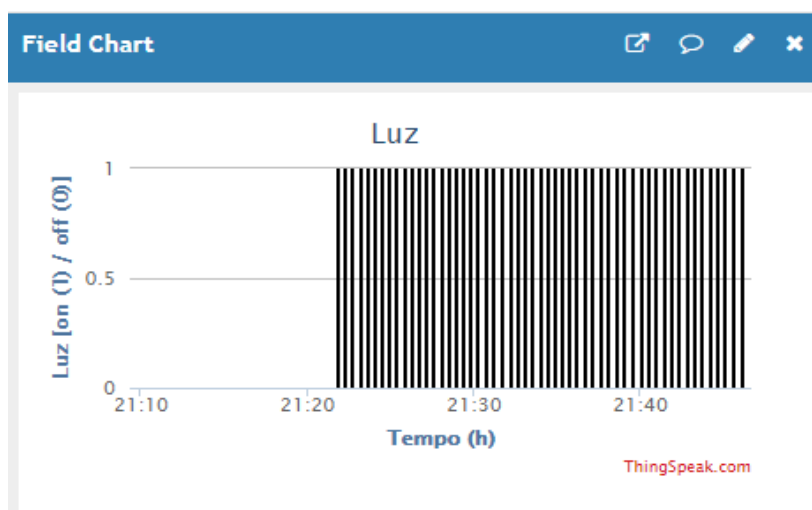 Field Chart
Luz
1
0.5
0
Luz [on (1) / off (0)]
21:10 21:20 21:30 21:40
Tempo (h)
ThingSpeak.com